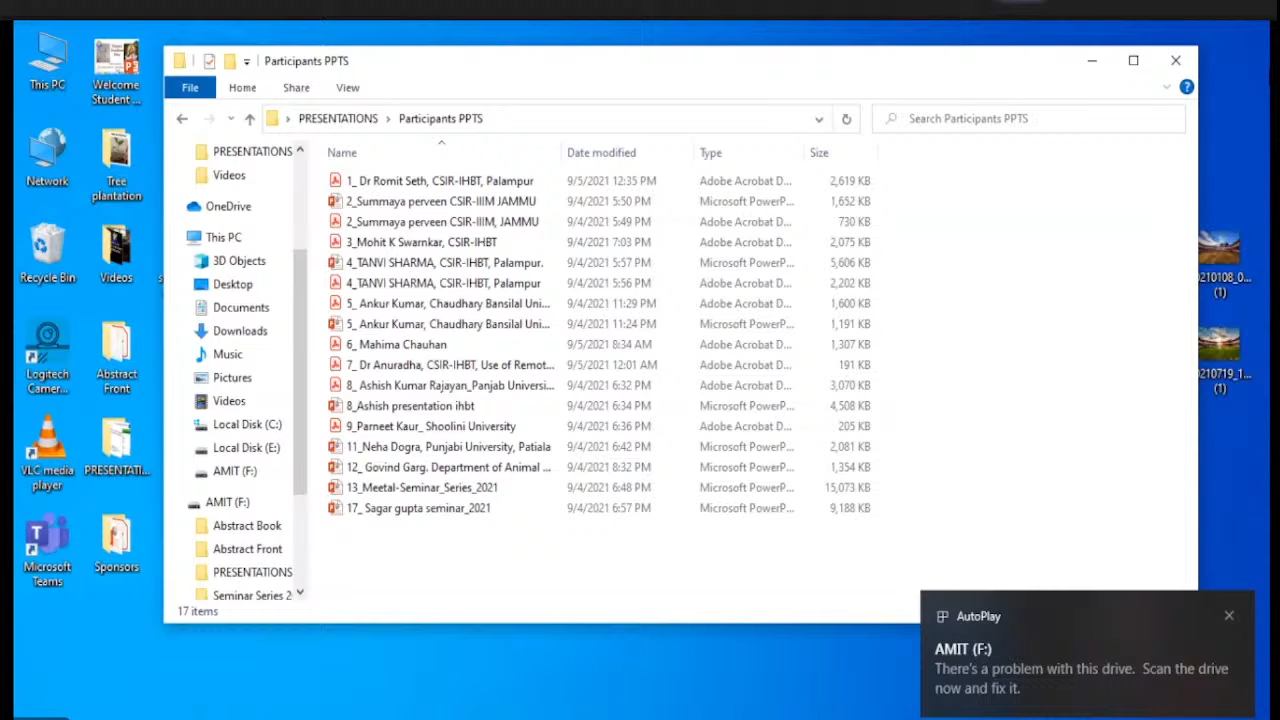 Participants PPTS
File Home Share View
PRESENTATIONS Participants PPTS
Search Participants PPTS
This PC
Welcome
Student ...
Network
Tree
plantation
Recycle Bin
Videos
Logitech
Camer...
Abstract
Front
VLC media
player
PRESENTATI...
Microsoft
Teams
Sponsors
PRESENTATIONS
Videos
OneDrive
This PC
3D Objects
Desktop
Documents
Downloads
Music
Pictures
Videos
Local Disk (C:)
Local Disk (E:)
AMIT (F:)
AMIT (F:)
Abstract Book
Abstract Front
PRESENTATIONS
Seminar Series 2
Name Date modified Type Size
1_ Dr Romit Seth, CSIR-IHBT, Palampur 9/5/2021 12:35 PM Adobe Acrobat D... 2,619 KB
2_Summaya perveen CSIR-IIIM JAMMU 9/4/2021 5:50 PM Microsoft PowerP... 1,652 KB
2_Summaya perveen CSIR-IIIM, JAMMU 9/4/2021 5:49 PM Adobe Acrobat D... 730 KB
3_Mohit K Swarnkar, CSIR-IHBT 9/4/2021 7:03 PM Adobe Acrobat D... 2,075 KB
4_TANVI SHARMA, CSIR-IHBT, Palampur. 9/4/2021 5:57 PM Microsoft PowerP... 5,606 KB
4_TANVI SHARMA, CSIR-IHBT, Palampur 9/4/2021 5:56 PM Adobe Acrobat D... 2,202 KB
5_ Ankur Kumar, Chaudhary Bansilal Uni... 9/4/2021 11:29 PM Adobe Acrobat D... 1,600 KB
5_ Ankur Kumar, Chaudhary Bansilal Uni... 9/4/2021 11:24 PM Microsoft PowerP... 1,191 KB
6_ Mahima Chauhan 9/5/2021 8:34 AM Adobe Acrobat D... 1,307 KB
7_ Dr Anuradha, CSIR-IHBT, Use of Remot... 9/5/2021 12:01 AM Adobe Acrobat D... 191 KB
8_ Ashish Kumar Rajayan_Panjab Universi... 9/4/2021 6:32 PM Adobe Acrobat D... 3,070 KB
8_Ashish presentation ihbt 9/4/2021 6:34 PM Microsoft PowerP... 4,508 KB
9_Parneet Kaur_ Shoolini University 9/4/2021 6:36 PM Adobe Acrobat D... 205 KB
11_Neha Dogra, Punjabi University, Patiala 9/4/2021 6:42 PM Microsoft PowerP... 2,081 KB
12_ Govind Garg. Department of Animal ... 9/4/2021 8:32 PM Microsoft PowerP... 1,354 KB
13_Meetal-Seminar_Series_2021 9/4/2021 6:48 PM Microsoft PowerP... 15,073 KB
17_ Sagar gupta seminar_2021 9/4/2021 6:57 PM Microsoft PowerP... 9,188 KB
17 items
0210108_0...
(1)
0210719_1...
(1)
AutoPlay
AMIT (F:)
There's a problem with this drive. Scan the drive
now and fix it.